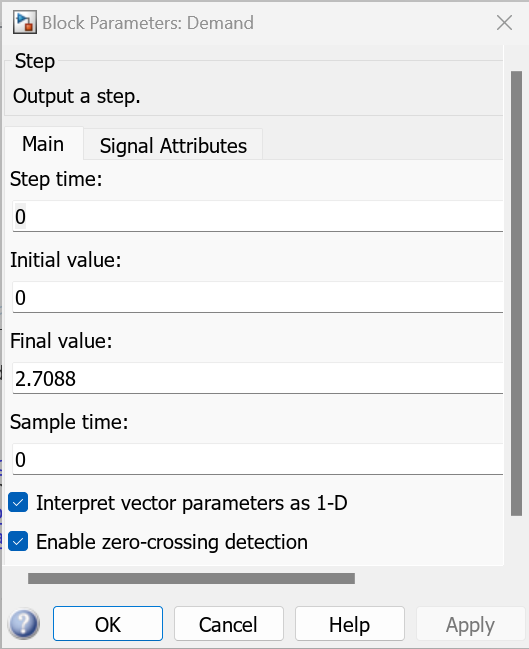 Block Parameters: Demand
Step
Output a step.
Main Signal Attributes
Step time:
0
Initial value:
0
Final value:
2.7088
Sample time:
0
Interpret vector parameters as 1-D
Enable zero-crossing detection
? OK Cancel Help Apply